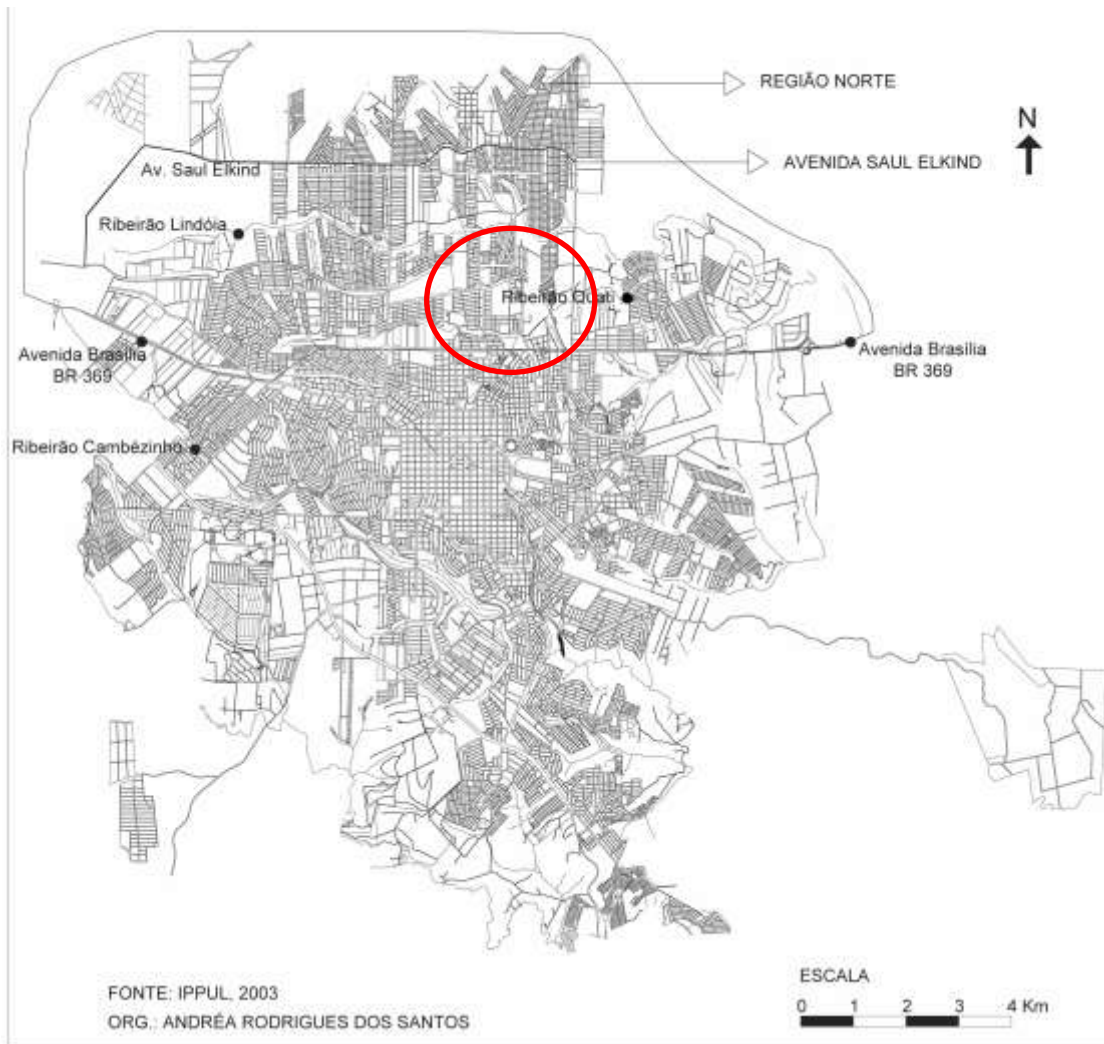 REGIÃO NORTE
N
Av. Saul Elkind
AVENIDA SAUL ELKIND
Ribeirão Lindóia
Ribeirão Quati
Avenida Brasília
BR 369
Avenida Brasília
BR 369
Ribeirão Cambézinho
FONTE: IPPUL, 2003
ORG.: ANDRÉA RODRIGUES DOS SANTOS
ESCALA
0 1 2 3 4 Km